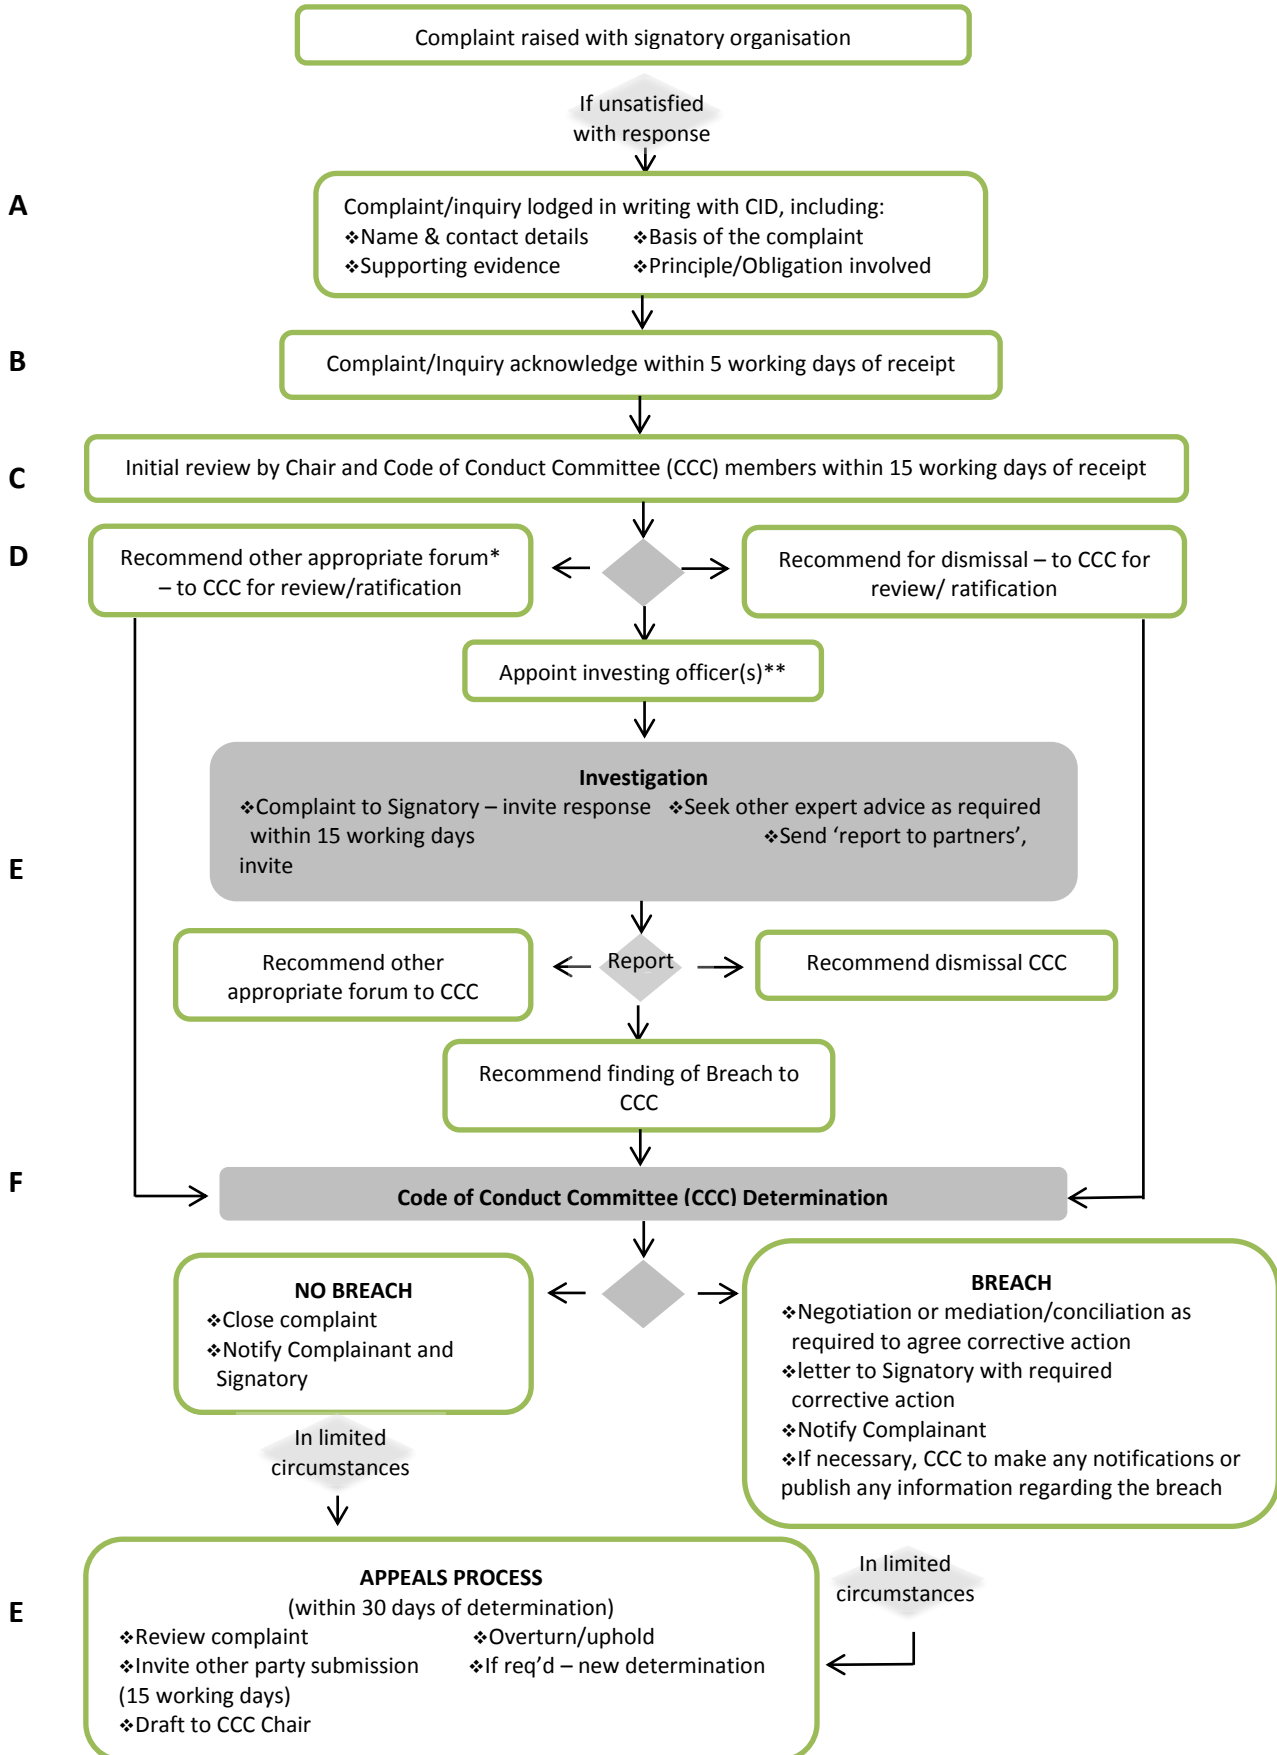 Complaint raised with signatory organisation
If unsatisfied
with response
A
Complaint/inquiry lodged in writing with CID, including:
❖Name & contact details ❖Basis of the complaint
❖Supporting evidence ❖Principle/Obligation involved
B
Complaint/Inquiry acknowledge within 5 working days of receipt
C
Initial review by Chair and Code of Conduct Committee (CCC) members within 15 working days of receipt
D
Recommend other appropriate forum*
– to CCC for review/ratification
Recommend for dismissal – to CCC for
review/ ratification
Appoint investing officer(s)**
Investigation
❖Complaint to Signatory – invite response ❖Seek other expert advice as required
within 15 working days ❖Send ‘report to partners’,
invite
E
Recommend other
appropriate forum to CCC
Report
Recommend dismissal CCC
Recommend finding of Breach to
CCC
F
Code of Conduct Committee (CCC) Determination
NO BREACH
❖Close complaint
❖Notify Complainant and
Signatory
BREACH
❖Negotiation or mediation/conciliation as
required to agree corrective action
❖letter to Signatory with required
corrective action
❖Notify Complainant
❖If necessary, CCC to make any notifications or
publish any information regarding the breach
In limited
circumstances
In limited
circumstances
E
APPEALS PROCESS
(within 30 days of determination)
❖Review complaint ❖Overturn/uphold
❖Invite other party submission ❖If req’d – new determination
(15 working days)
❖Draft to CCC Chair